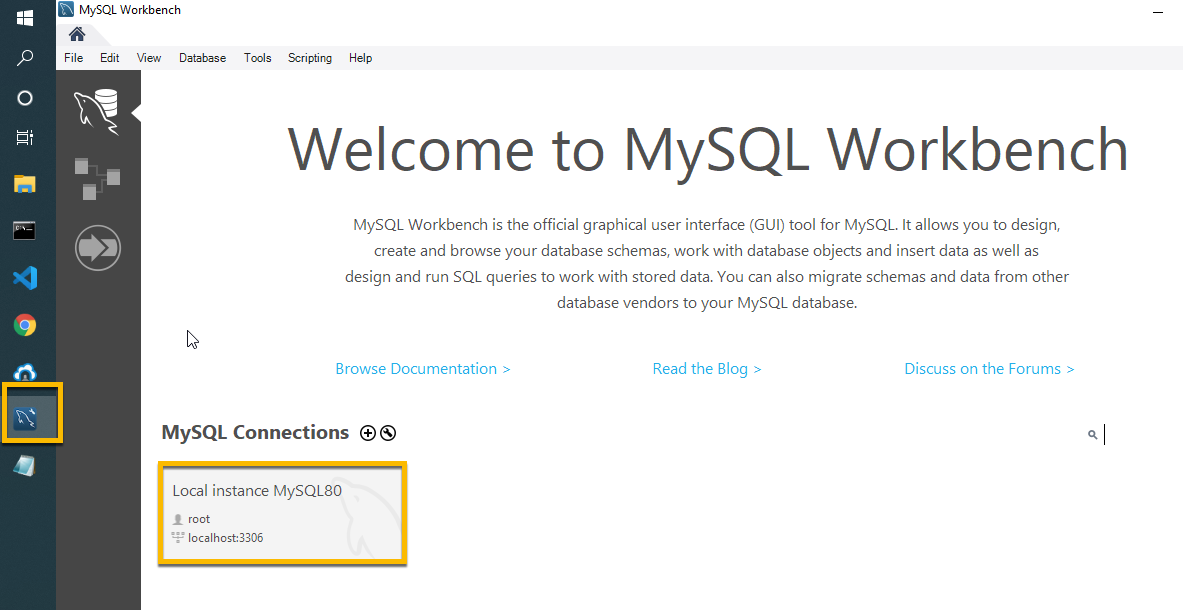 MySQL Workbench
File Edit View Database Tools Scripting Help
Welcome to MySQL Workbench
MySQL Workbench is the official graphical user interface (GUI) tool for MySQL. It allows you to design,
create and browse your database schemas, work with database objects and insert data as well as
design and run SQL queries to work with stored data. You can also migrate schemas and data from other
database vendors to your MySQL database.
Browse Documentation > Read the Blog > Discuss on the Forums >
MySQL Connections
Local instance MySQL80
root
localhost:3306